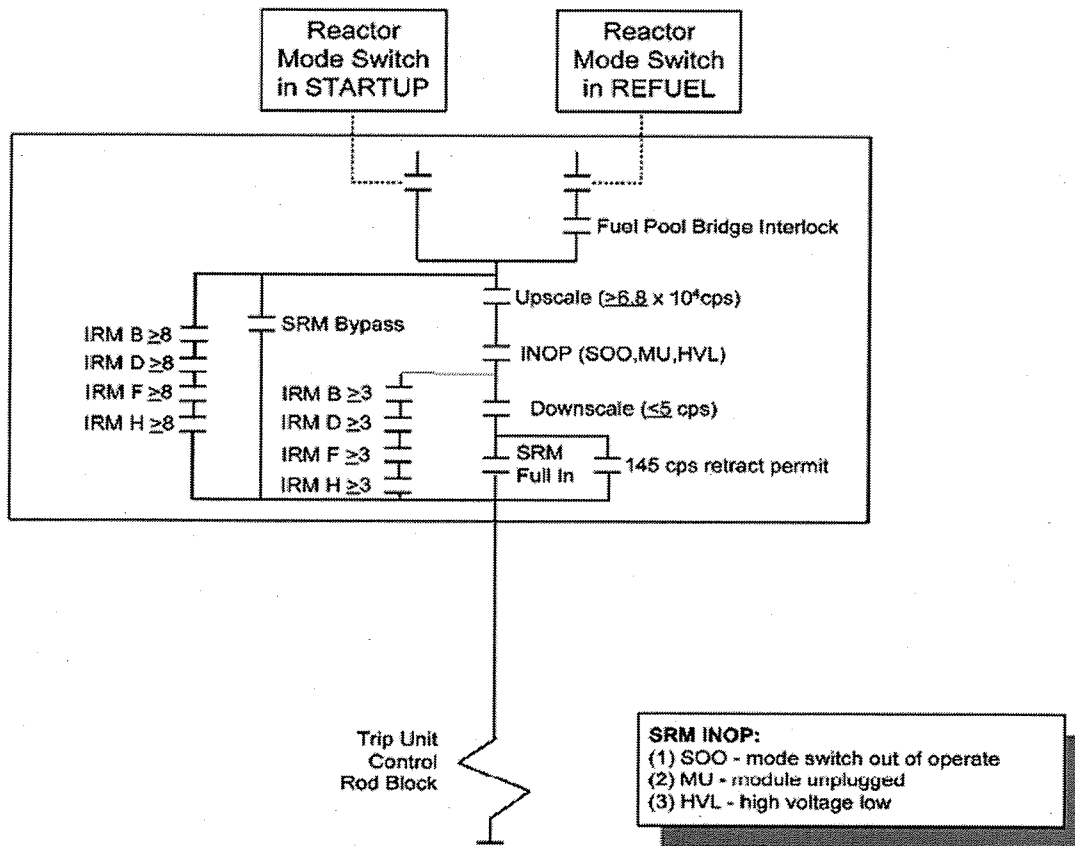 Reactor
Mode Switch
in STARTUP
Reactor
Mode Switch
in REFUEL
Fuel Pool Bridge Interlock
Upscale (≥6.8 x 10⁴cps)
SRM Bypass
IRM B ≥8
IRM D ≥8
IRM F ≥8
IRM H ≥8
INOP (SOO,MU,HVL)
IRM B ≥3
IRM D ≥3
IRM F ≥3
IRM H ≥3
Downscale (≤5 cps)
SRM
Full In
145 cps retract permit
Trip Unit
Control
Rod Block
SRM INOP:
(1) SOO - mode switch out of operate
(2) MU - module unplugged
(3) HVL - high voltage low